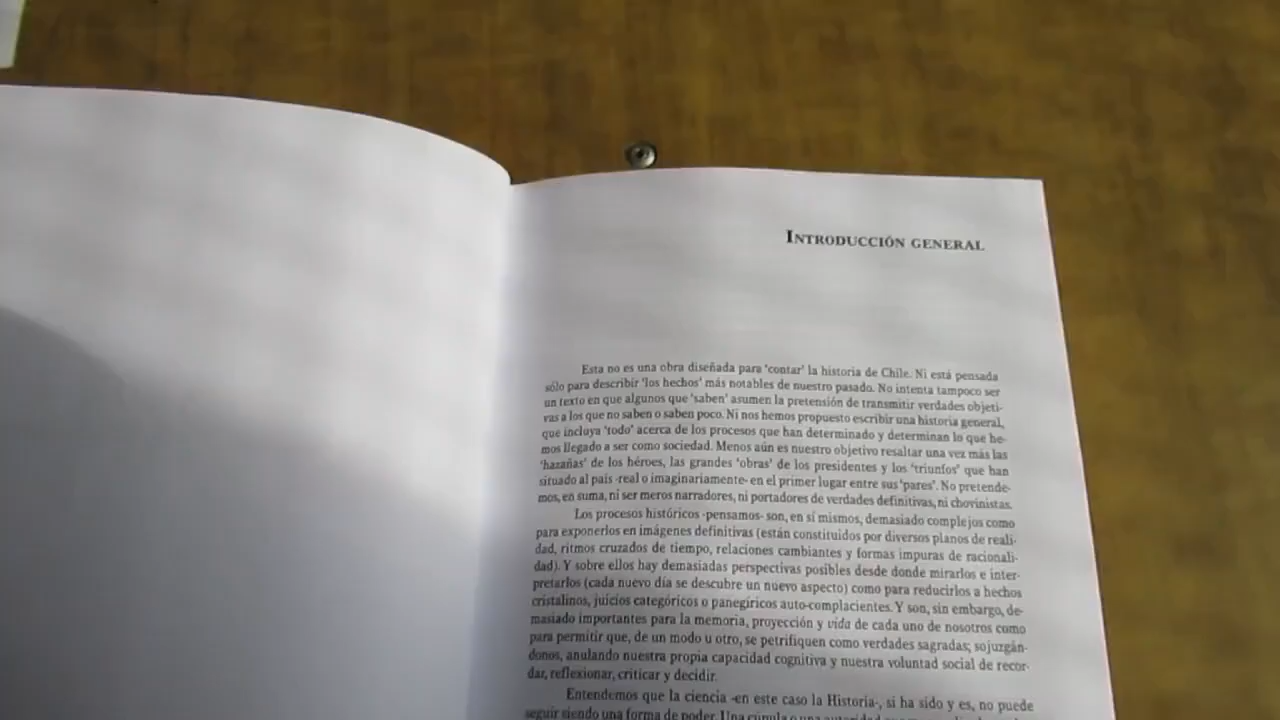 INTRODUCCIÓN GENERAL
Esta no es una obra diseñada para 'contar' la historia de Chile. Ni está pensada
sólo para describir 'los hechos' más notables de nuestro pasado. No intenta tampoco ser
un texto en que algunos que 'saben' asumen la pretensión de transmitir verdades objeti-
vas a los que no saben o saben poco. Ni nos hemos propuesto escribir una historia general,
que incluya 'todo' acerca de los procesos que han determinado y determinan lo que he-
mos llegado a ser como sociedad. Menos aún es nuestro objetivo resaltar una vez más las
'hazañas' de los héroes, las grandes 'obras' de los presidentes y los 'triunfos' que han
situado al país -real o imaginariamente- en el primer lugar entre sus 'pares'. No pretende-
mos, en suma, ni ser meros narradores, ni portadores de verdades definitivas, ni chovinistas.
Los procesos históricos -pensamos- son, en sí mismos, demasiado complejos como
para exponerlos en imágenes definitivas (están constituidos por diversos planos de reali-
dad, ritmos cruzados de tiempo, relaciones cambiantes y formas impuras de racionali-
dad). Y sobre ellos hay demasiadas perspectivas posibles desde donde mirarlos e inter-
pretarlos (cada nuevo día se descubre un nuevo aspecto) como para reducirlos a hechos
cristalinos, juicios categóricos o panegíricos auto-complacientes. Y son, sin embargo, de-
masiado importantes para la memoria, proyección y vida de cada uno de nosotros como
para permitir que, de un modo u otro, se petrifiquen como verdades sagradas; sojuzgán-
donos, anulando nuestra propia capacidad cognitiva y nuestra voluntad social de recor-
dar, reflexionar, criticar y decidir.
Entendemos que la ciencia -en este caso la Historia-, si ha sido y es, no puede
seguir siendo una forma de poder. Una cúpula o una autoridad